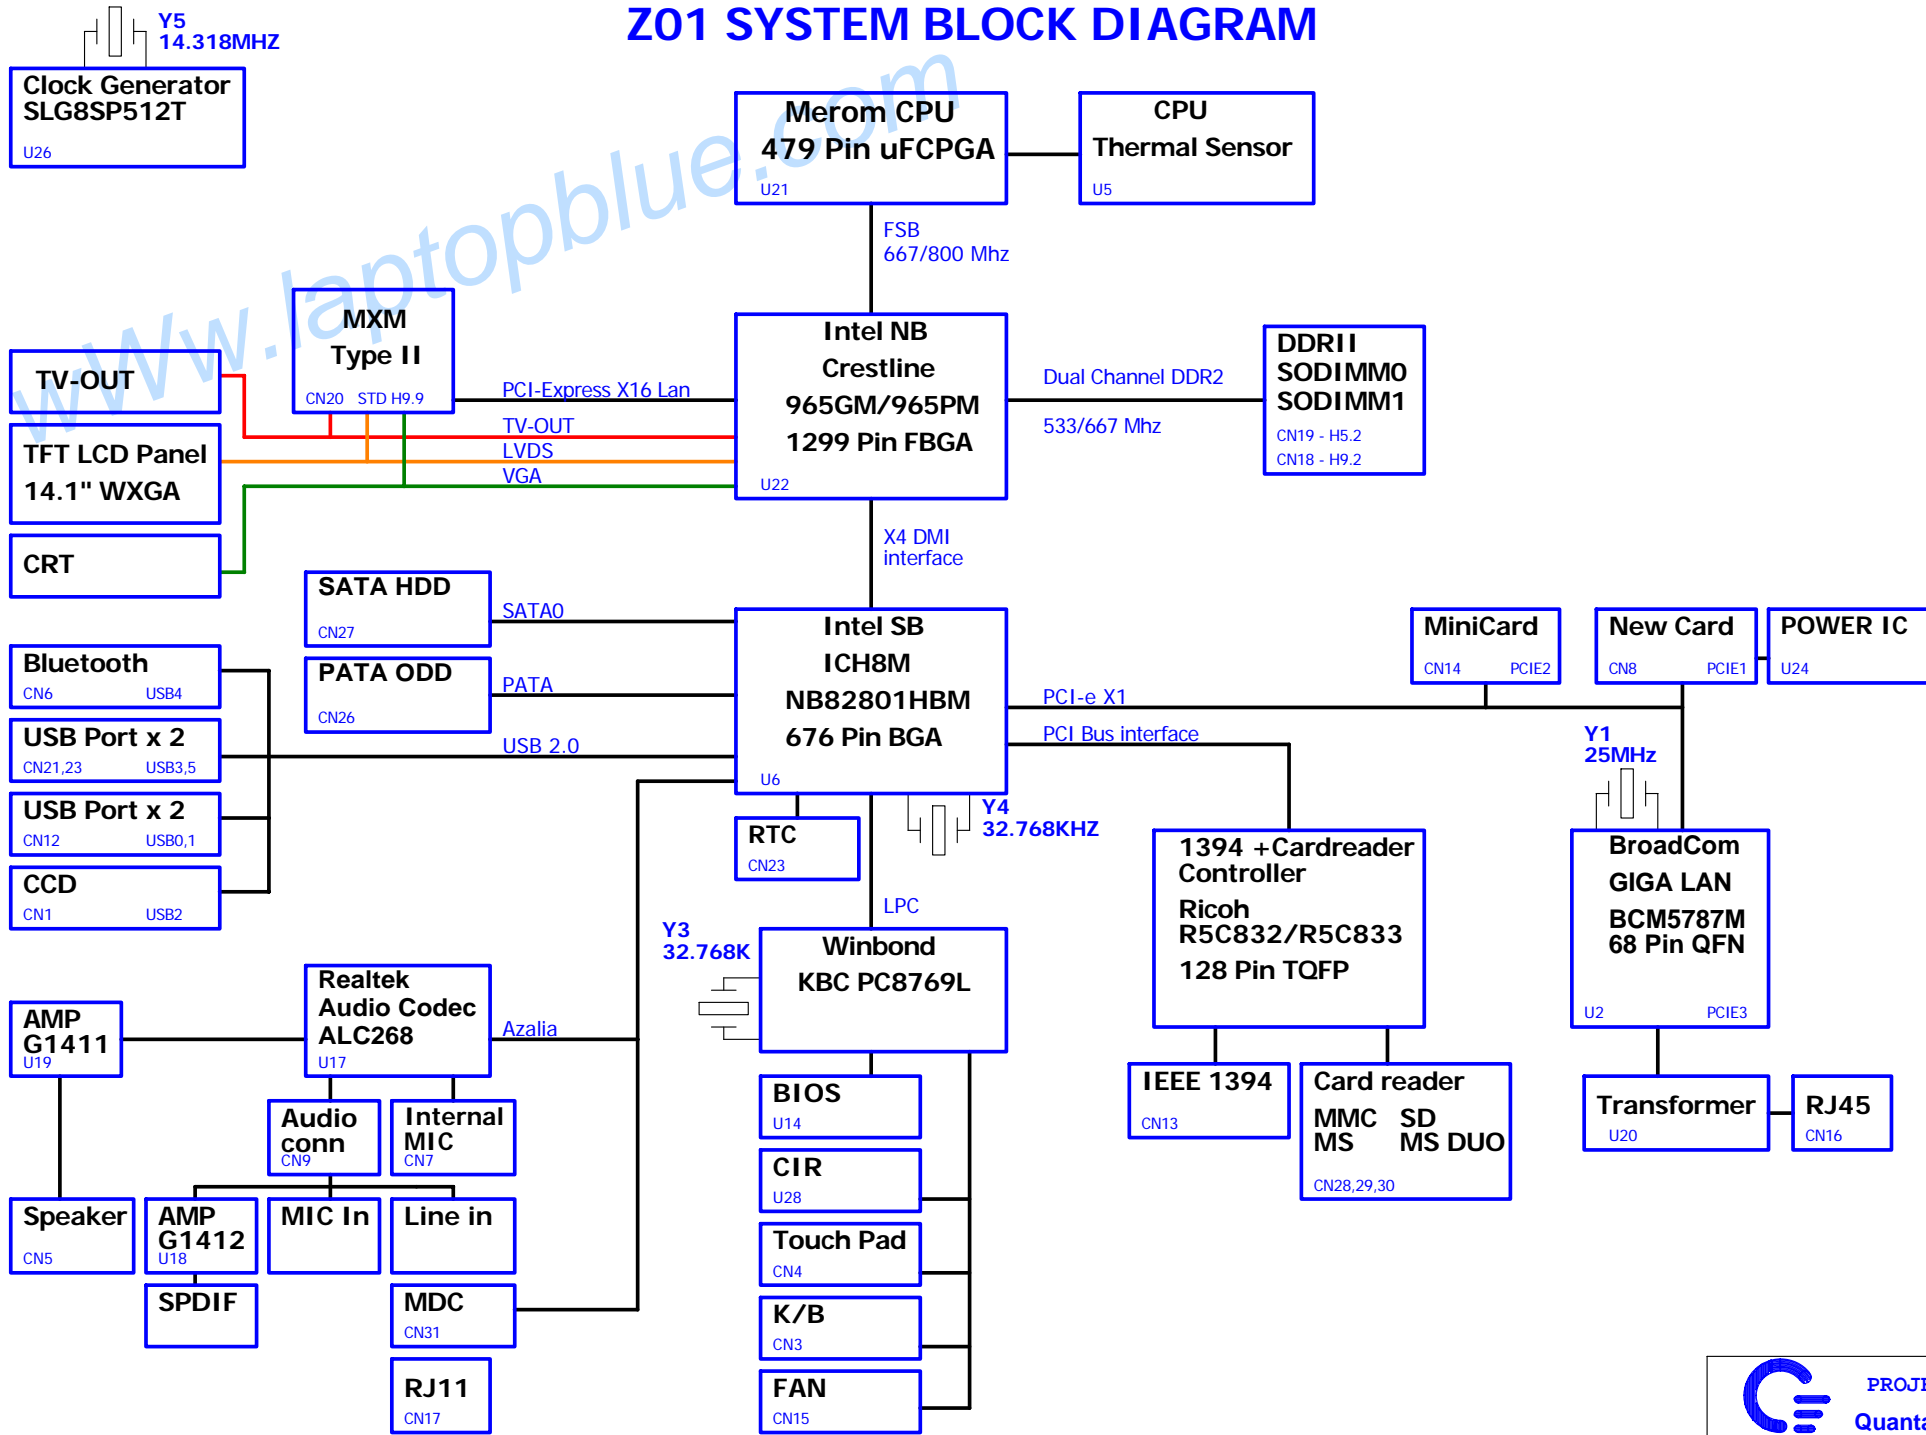 Z01 SYSTEM BLOCK DIAGRAM
Y5
14.318MHZ
Clock Generator
SLG8SP512T
U26
wWw.laptopblue.com
Merom CPU
479 Pin uFCPGA
U21
CPU
Thermal Sensor
U5
FSB
667/800 Mhz
MXM
Type II
CN20 STD H9.9
Intel NB
Crestline
965GM/965PM
1299 Pin FBGA
U22
Dual Channel DDR2
533/667 Mhz
DDRII
SODIMM0
SODIMM1
CN19 - H5.2
CN18 - H9.2
TV-OUT
TFT LCD Panel
14.1" WXGA
CRT
PCI-Express X16 Lan
TV-OUT
LVDS
VGA
X4 DMI
interface
SATA HDD
CN27
SATA0
PATA ODD
CN26
PATA
Intel SB
ICH8M
NB82801HBM
676 Pin BGA
U6
Bluetooth
CN6 USB4
USB Port x 2
CN21,23 USB3,5
USB Port x 2
CN12 USB0,1
CCD
CN1 USB2
USB 2.0
PCI-e X1
PCI Bus interface
MiniCard
CN14 PCIE2
New Card
CN8 PCIE1
POWER IC
U24
Y1
25MHz
RTC
CN23
Y4
32.768KHZ
LPC
1394 +Cardreader
Controller
Ricoh
R5C832/R5C833
128 Pin TQFP
BroadCom
GIGA LAN
BCM5787M
68 Pin QFN
U2 PCIE3
Y3
32.768K
Winbond
KBC PC8769L
AMP
G1411
U19
Realtek
Audio Codec
ALC268
U17
Azalia
Audio
conn
CN9
Internal
MIC
CN7
BIOS
U14
IEEE 1394
CN13
Card reader
MMC SD
MS MS DUO
CN28,29,30
Transformer
U20
RJ45
CN16
CIR
U28
Speaker
CN5
AMP
G1412
U18
MIC In
Line in
Touch Pad
CN4
SPDIF
MDC
CN31
K/B
CN3
RJ11
CN17
FAN
CN15
PROJE
Quanta